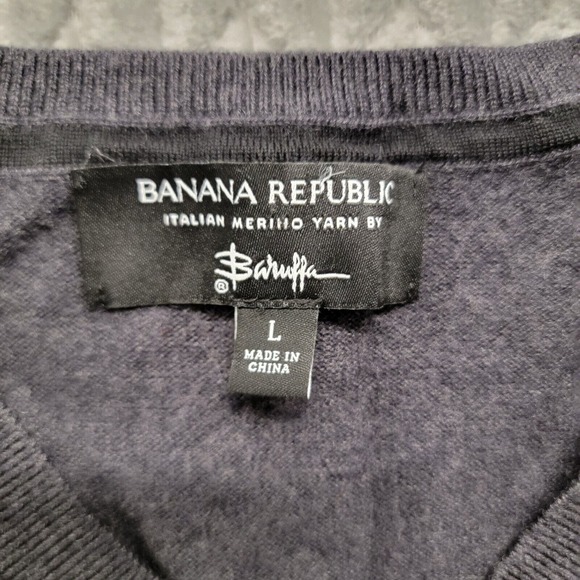 BANANA REPUBLIC
ITALIAN MERINO YARN BY
Baruffa
®
L
MADE IN
CHINA